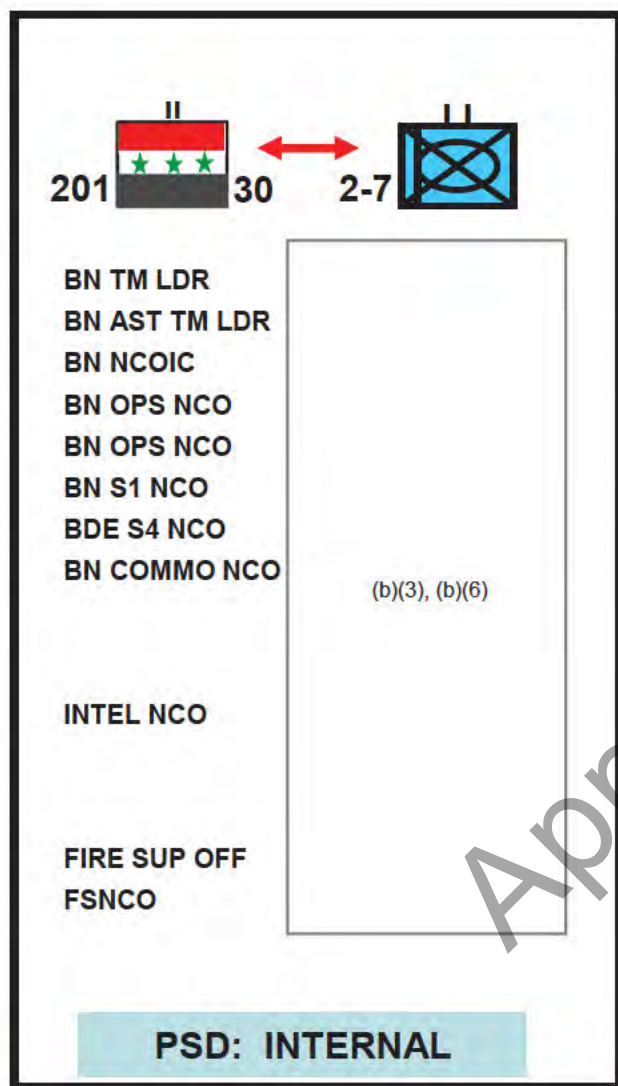 II II
201 30 2-7
BN TM LDR
BN AST TM LDR
BN NCOIC
BN OPS NCO
BN OPS NCO
BN S1 NCO
BDE S4 NCO
BN COMMO NCO
(b)(3), (b)(6)
INTEL NCO
FIRE SUP OFF
FSNCO
PSD: INTERNAL